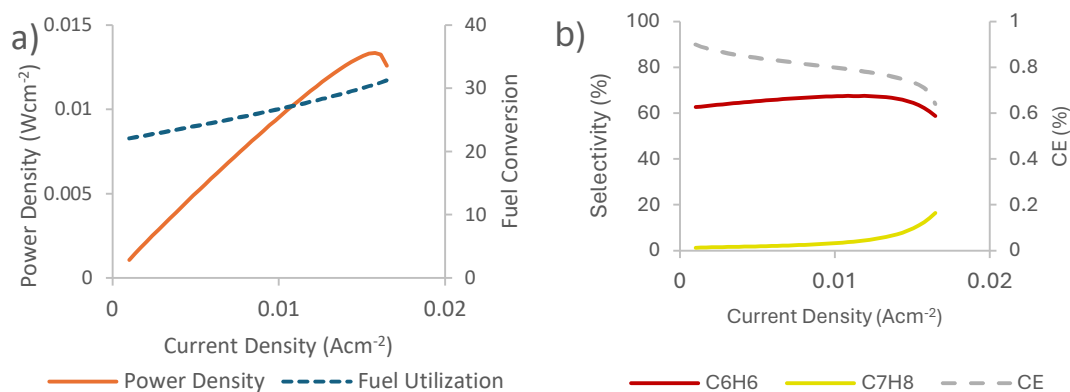 a)
Power Density (Wcm-2)
0.015
0.01
0.005
0
40
30
20
10
0
Fuel Conversion
0
0.01
0.02
Current Density (Acm-2)
Power Density
Fuel Utilization
b)
Selectivity (%)
100
80
60
40
20
0
1
0.8
0.6
0.4
0.2
0
CE (%)
0
0.01
0.02
Current Density (Acm-2)
C6H6
C7H8
CE